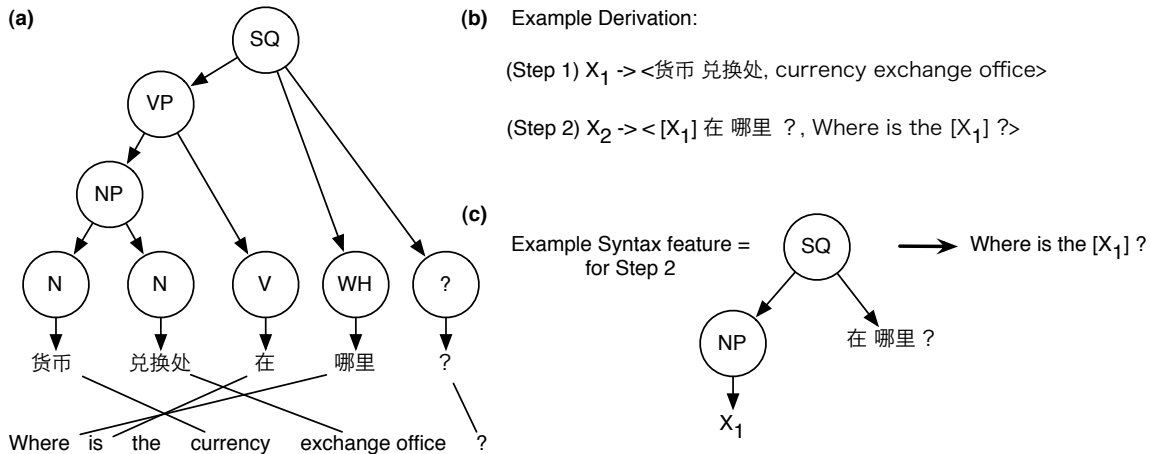 (a)
SQ
VP
NP
N N V WH ?
货币 兑换处 在 哪里 ?
Where is the currency exchange office ?
(b) Example Derivation:
(Step 1) X1 -> <货币 兑换处, currency exchange office>
(Step 2) X2 -> < [X1] 在 哪里 ?, Where is the [X1] ?>
(c)
Example Syntax feature =
for Step 2
SQ
Where is the [X1] ?
NP
在 哪里 ?
X1